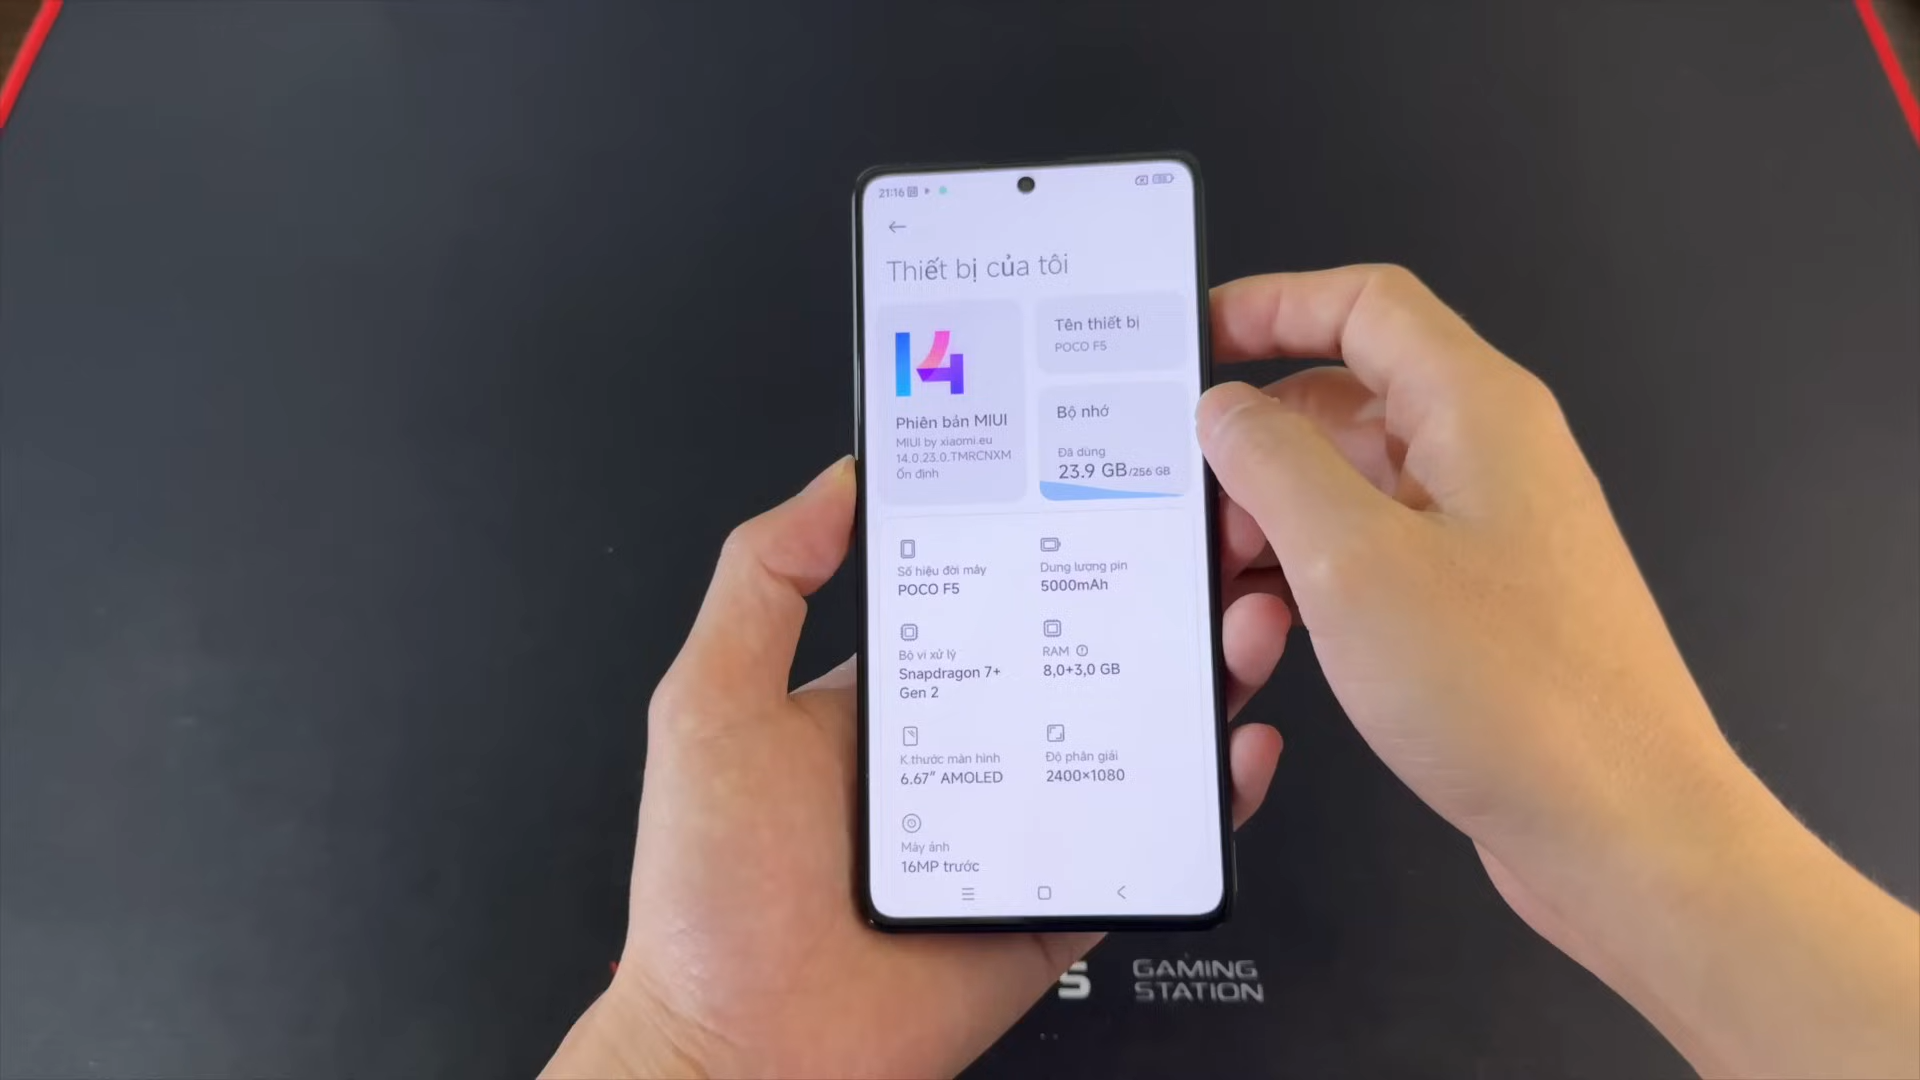 21:16
Thiết bị của tôi
14
Phiên bản MIUI
MIUI by xiaomi.eu
14.0.23.0.TMRCNXM
Ổn định
Tên thiết bị
POCO F5
Bộ nhớ
Đã dùng
23.9 GB/256 GB
Số hiệu đời máy
POCO F5
Dung lượng pin
5000mAh
Bộ vi xử lý
Snapdragon 7+
Gen 2
RAM
8,0+3,0 GB
K.thước màn hình
6.67” AMOLED
Độ phân giải
2400×1080
Máy ảnh
16MP trước
S
GAMING
STATION